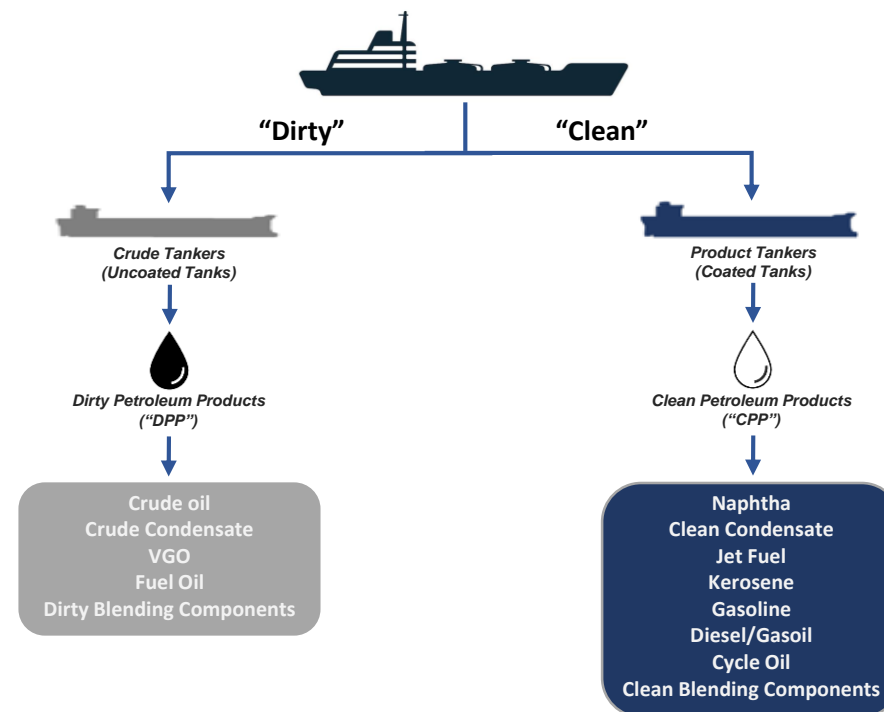 “Dirty”
“Clean”
Crude Tankers
(Uncoated Tanks)
Product Tankers
(Coated Tanks)
Dirty Petroleum Products
(“DPP”)
Clean Petroleum Products
(“CPP”)
Crude oil
Crude Condensate
VGO
Fuel Oil
Dirty Blending Components
Naphtha
Clean Condensate
Jet Fuel
Kerosene
Gasoline
Diesel/Gasoil
Cycle Oil
Clean Blending Components